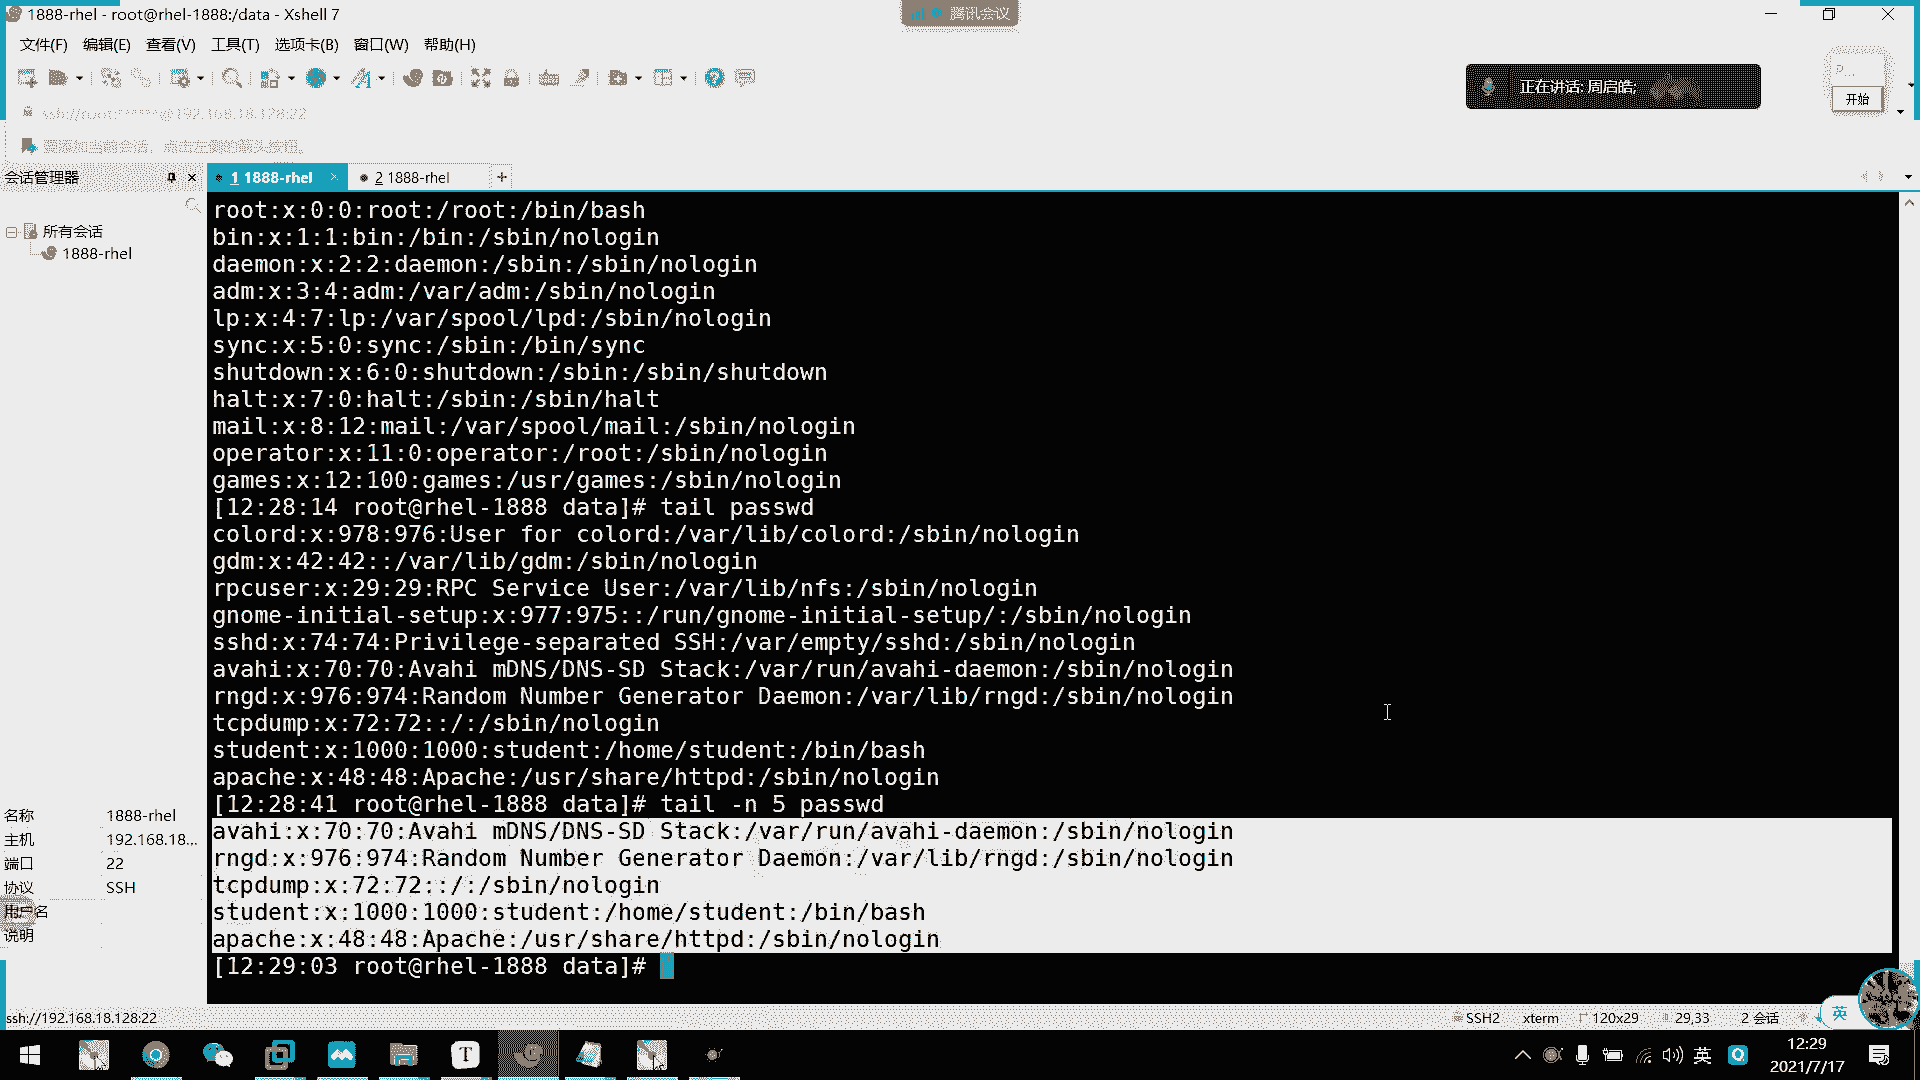 1888-rhel - root@rhel-1888:/data - Xshell 7
腾讯会议
文件(F) 编辑(E) 查看(V) 工具(T) 选项卡(B) 窗口(W) 帮助(H)
正在讲话: 周启皓;
P...
开始
ssh://root:******@192.168.18.128:22
要添加当前会话，点击左侧的箭头按钮。
会话管理器
1 1888-rhel
2 1888-rhel
所有会话
1888-rhel
root:x:0:0:root:/root:/bin/bash
bin:x:1:1:bin:/bin:/sbin/nologin
daemon:x:2:2:daemon:/sbin:/sbin/nologin
adm:x:3:4:adm:/var/adm:/sbin/nologin
lp:x:4:7:lp:/var/spool/lpd:/sbin/nologin
sync:x:5:0:sync:/sbin:/bin/sync
shutdown:x:6:0:shutdown:/sbin:/sbin/shutdown
halt:x:7:0:halt:/sbin:/sbin/halt
mail:x:8:12:mail:/var/spool/mail:/sbin/nologin
operator:x:11:0:operator:/root:/sbin/nologin
games:x:12:100:games:/usr/games:/sbin/nologin
[12:28:14 root@rhel-1888 data]# tail passwd
colord:x:978:976:User for colord:/var/lib/colord:/sbin/nologin
gdm:x:42:42::/var/lib/gdm:/sbin/nologin
rpcuser:x:29:29:RPC Service User:/var/lib/nfs:/sbin/nologin
gnome-initial-setup:x:977:975::/run/gnome-initial-setup/:/sbin/nologin
sshd:x:74:74:Privilege-separated SSH:/var/empty/sshd:/sbin/nologin
avahi:x:70:70:Avahi mDNS/DNS-SD Stack:/var/run/avahi-daemon:/sbin/nologin
rngd:x:976:974:Random Number Generator Daemon:/var/lib/rngd:/sbin/nologin
tcpdump:x:72:72::/:/sbin/nologin
student:x:1000:1000:student:/home/student:/bin/bash
apache:x:48:48:Apache:/usr/share/httpd:/sbin/nologin
[12:28:41 root@rhel-1888 data]# tail -n 5 passwd
avahi:x:70:70:Avahi mDNS/DNS-SD Stack:/var/run/avahi-daemon:/sbin/nologin
rngd:x:976:974:Random Number Generator Daemon:/var/lib/rngd:/sbin/nologin
tcpdump:x:72:72::/:/sbin/nologin
student:x:1000:1000:student:/home/student:/bin/bash
apache:x:48:48:Apache:/usr/share/httpd:/sbin/nologin
[12:29:03 root@rhel-1888 data]#
名称 1888-rhel
主机 192.168.18...
端口 22
协议 SSH
用户名
说明
ssh://192.168.18.128:22
SSH2 xterm 120x29 29,33 2 会话
英
T
英
12:29
2021/7/17